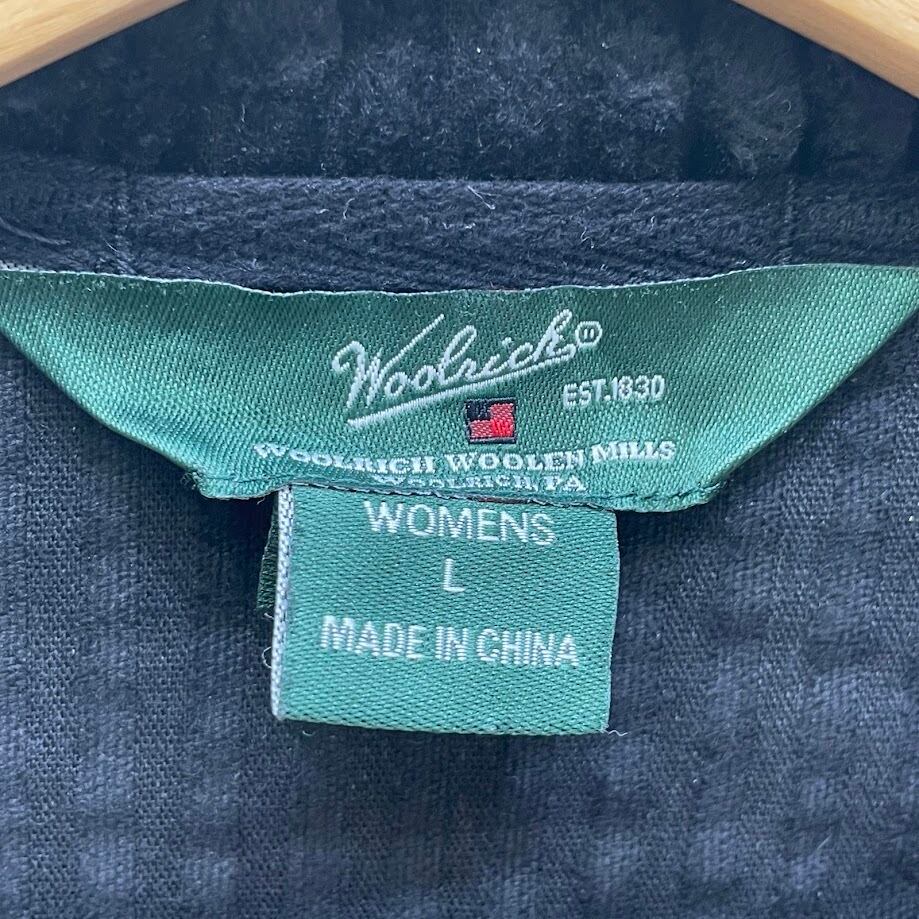 Woolrich®
EST.1830
WOOLRICH WOOLEN MILLS
WOOLRICH, PA
WOMENS
L
MADE IN CHINA